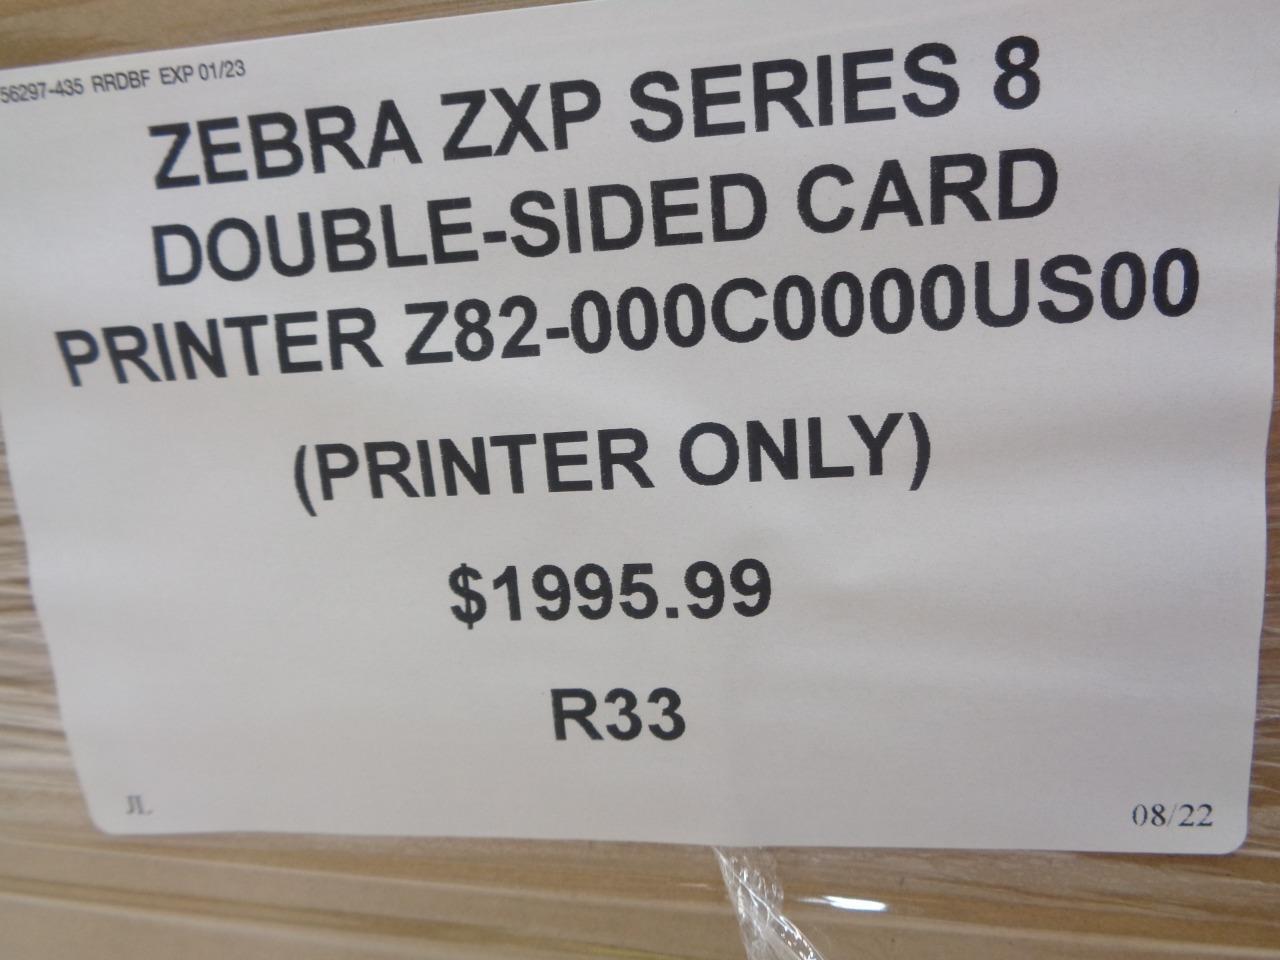 56297-435 RRDBF EXP 01/23
ZEBRA ZXP SERIES 8
DOUBLE-SIDED CARD
PRINTER Z82-000C0000US00
(PRINTER ONLY)
$1995.99
R33
JL
08/22